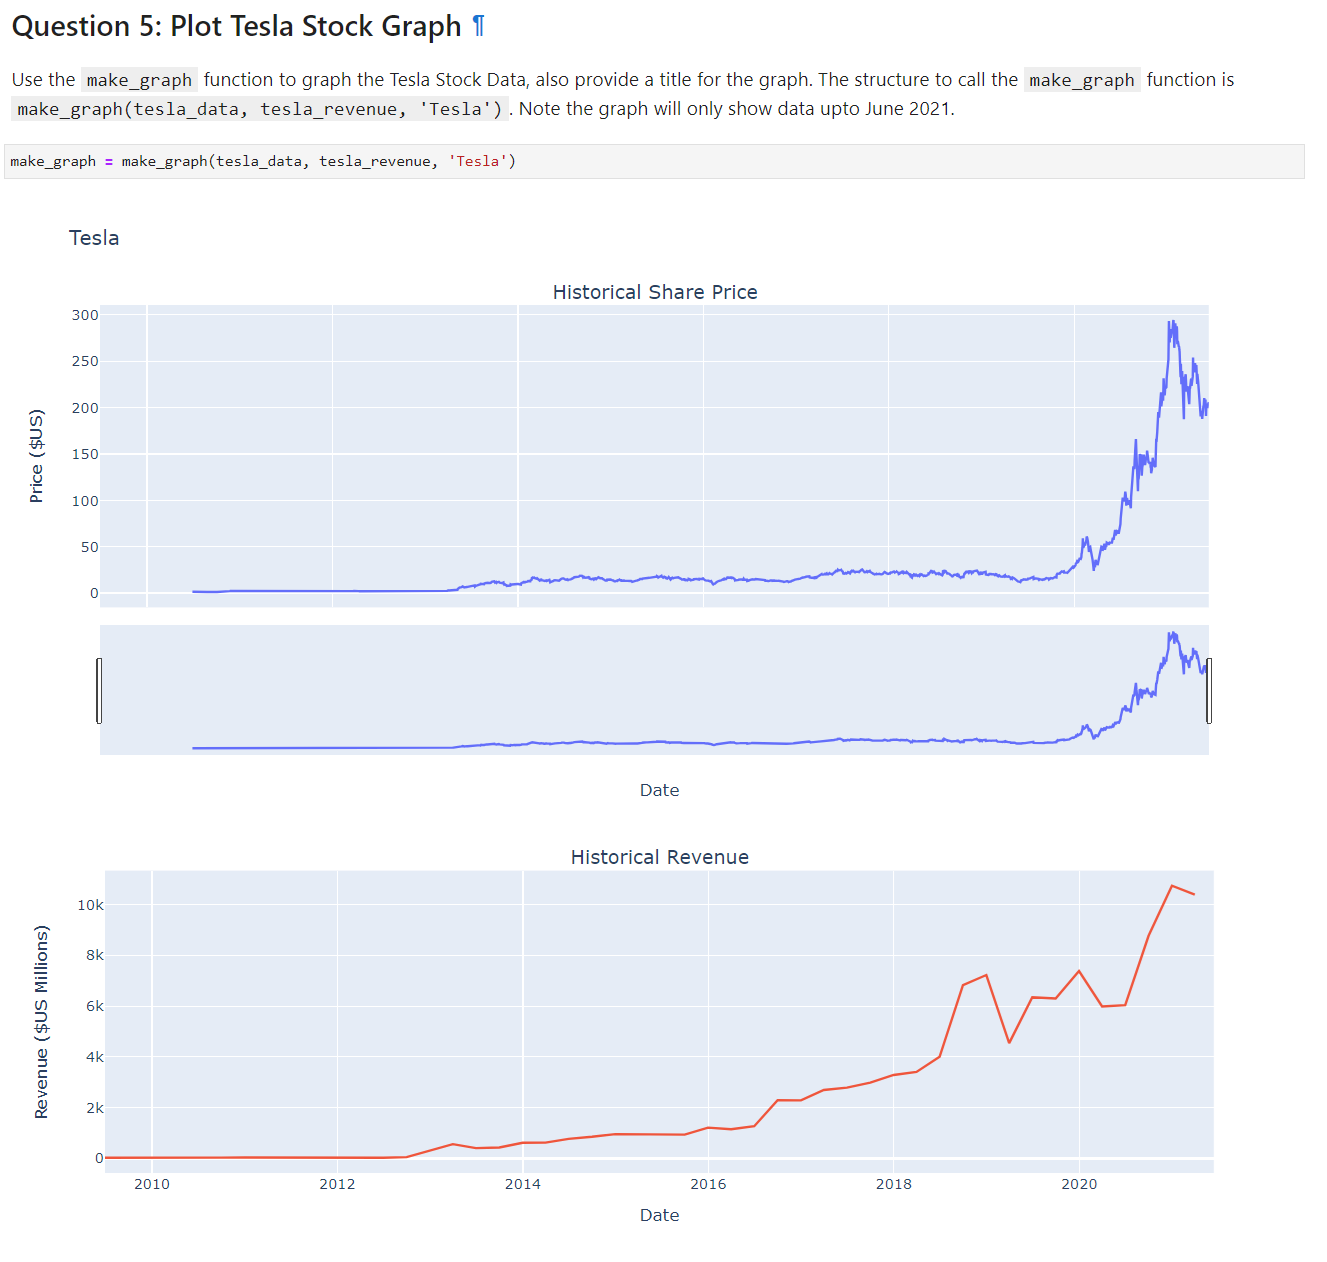 Question 5: Plot Tesla Stock Graph ¶
Use the make_graph function to graph the Tesla Stock Data, also provide a title for the graph. The structure to call the make_graph function is
make_graph(tesla_data, tesla_revenue, 'Tesla') . Note the graph will only show data upto June 2021.
make_graph = make_graph(tesla_data, tesla_revenue, 'Tesla')
Tesla
Historical Share Price
300
250
200
150
100
50
0
Price ($US)
Date
Historical Revenue
10k
8k
6k
4k
2k
0
Revenue ($US Millions)
2010 2012 2014 2016 2018 2020
Date